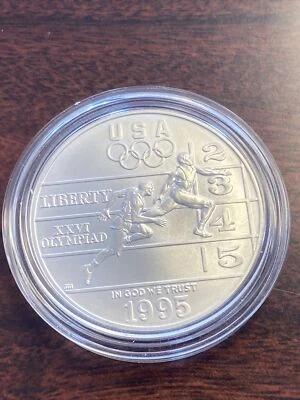 USA
2
3
LIBERTY
4
XXVI
OLYMPIAD
5
IN GOD WE TRUST
1995